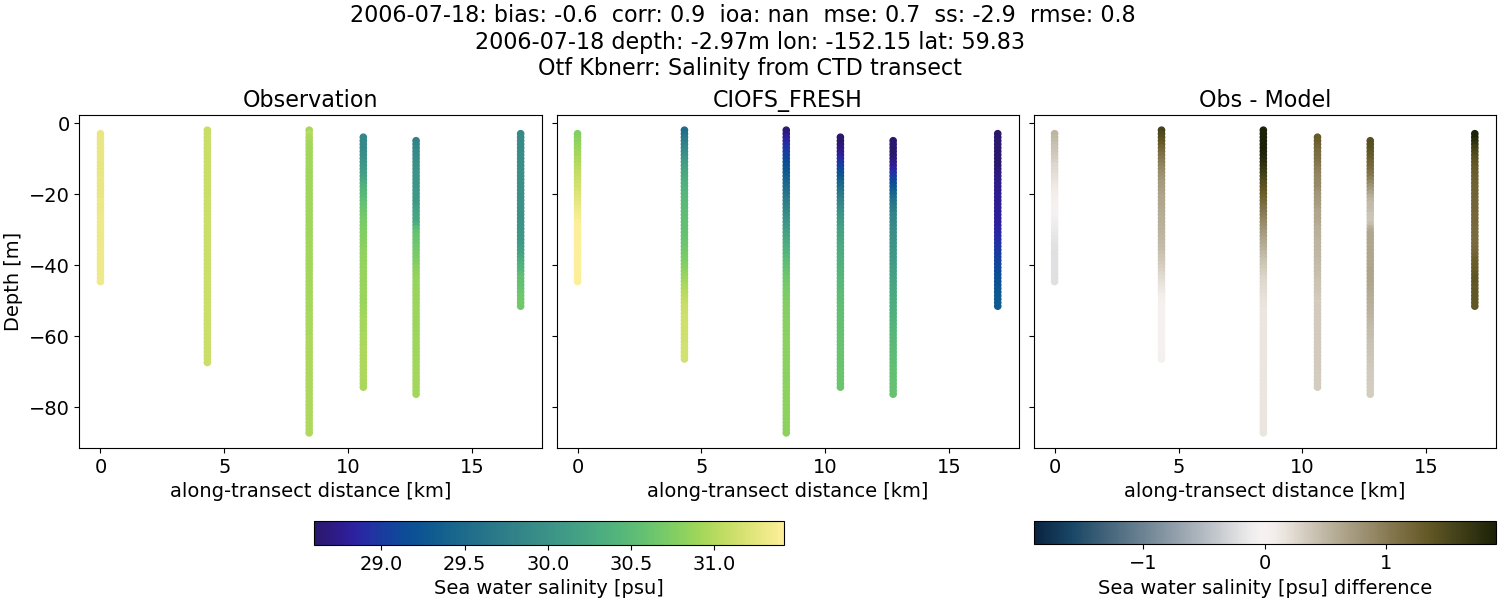 2006-07-18: bias: -0.6  corr: 0.9  ioa: nan  mse: 0.7  ss: -2.9  rmse: 0.8
2006-07-18 depth: -2.97m lon: -152.15 lat: 59.83
Otf Kbnerr: Salinity from CTD transect
Observation
CIOFS_FRESH
Obs - Model
Depth [m]
0
−20
−40
−60
−80
0 5 10 15
0 5 10 15
0 5 10 15
along-transect distance [km]
along-transect distance [km]
along-transect distance [km]
29.0 29.5 30.0 30.5 31.0
Sea water salinity [psu]
−1 0 1
Sea water salinity [psu] difference